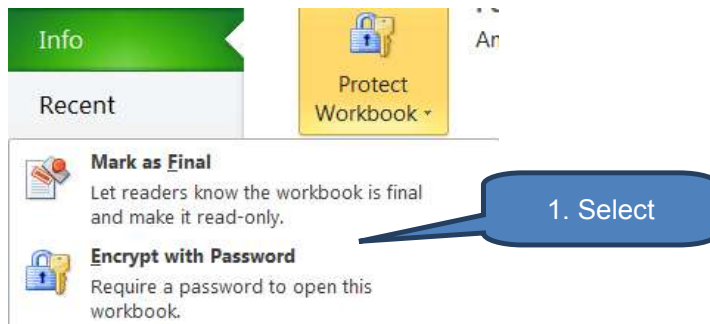 Info
Recent
Protect
Workbook
An
Mark as Final
Let readers know the workbook is final
and make it read-only.
1. Select
Encrypt with Password
Require a password to open this
workbook.